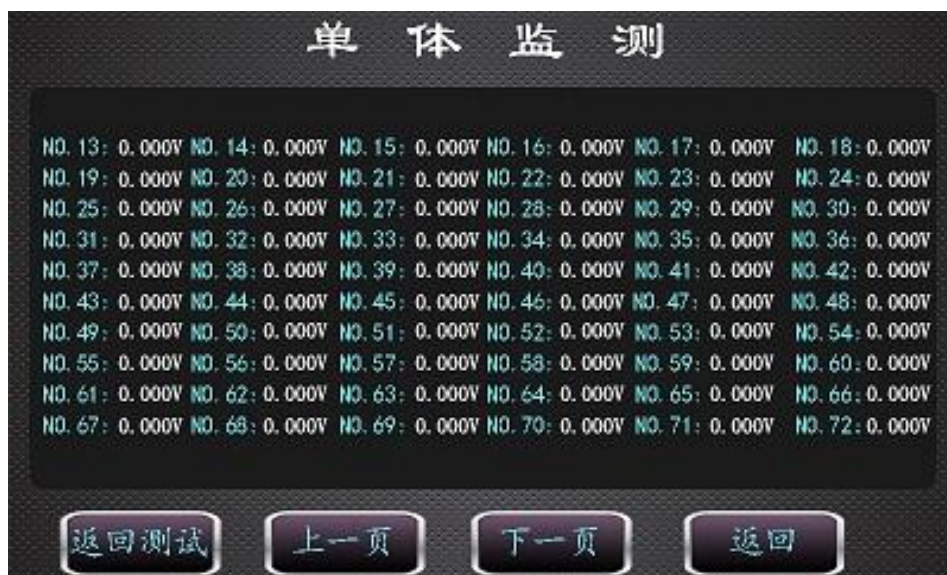 单 体 监 测
NO. 13: 0.000V NO. 14: 0.000V NO. 15: 0.000V NO. 16: 0.000V NO. 17: 0.000V NO. 18: 0.000V
NO. 19: 0.000V NO. 20: 0.000V NO. 21: 0.000V NO. 22: 0.000V NO. 23: 0.000V NO. 24: 0.000V
NO. 25: 0.000V NO. 26: 0.000V NO. 27: 0.000V NO. 28: 0.000V NO. 29: 0.000V NO. 30: 0.000V
NO. 31: 0.000V NO. 32: 0.000V NO. 33: 0.000V NO. 34: 0.000V NO. 35: 0.000V NO. 36: 0.000V
NO. 37: 0.000V NO. 38: 0.000V NO. 39: 0.000V NO. 40: 0.000V NO. 41: 0.000V NO. 42: 0.000V
NO. 43: 0.000V NO. 44: 0.000V NO. 45: 0.000V NO. 46: 0.000V NO. 47: 0.000V NO. 48: 0.000V
NO. 49: 0.000V NO. 50: 0.000V NO. 51: 0.000V NO. 52: 0.000V NO. 53: 0.000V NO. 54: 0.000V
NO. 55: 0.000V NO. 56: 0.000V NO. 57: 0.000V NO. 58: 0.000V NO. 59: 0.000V NO. 60: 0.000V
NO. 61: 0.000V NO. 62: 0.000V NO. 63: 0.000V NO. 64: 0.000V NO. 65: 0.000V NO. 66: 0.000V
NO. 67: 0.000V NO. 68: 0.000V NO. 69: 0.000V NO. 70: 0.000V NO. 71: 0.000V NO. 72: 0.000V
返回测试 上一页 下一页 返回